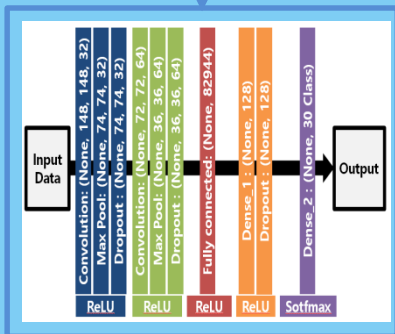 Input
Data
Convolution: (None, 148, 148, 32)
Max Pool: (None, 74, 74, 32)
Dropout : (None, 74, 74, 32)
Convolution: (None, 72, 72, 64)
Max Pool: (None, 36, 36, 64)
Dropout : (None, 36, 36, 64)
Fully connected: (None, 82944)
Dense_1 : (None, 128)
Dropout : (None, 128)
Dense_2 : (None, 30 Class)
Output
ReLU
ReLU
ReLU
ReLU
Sotfmax